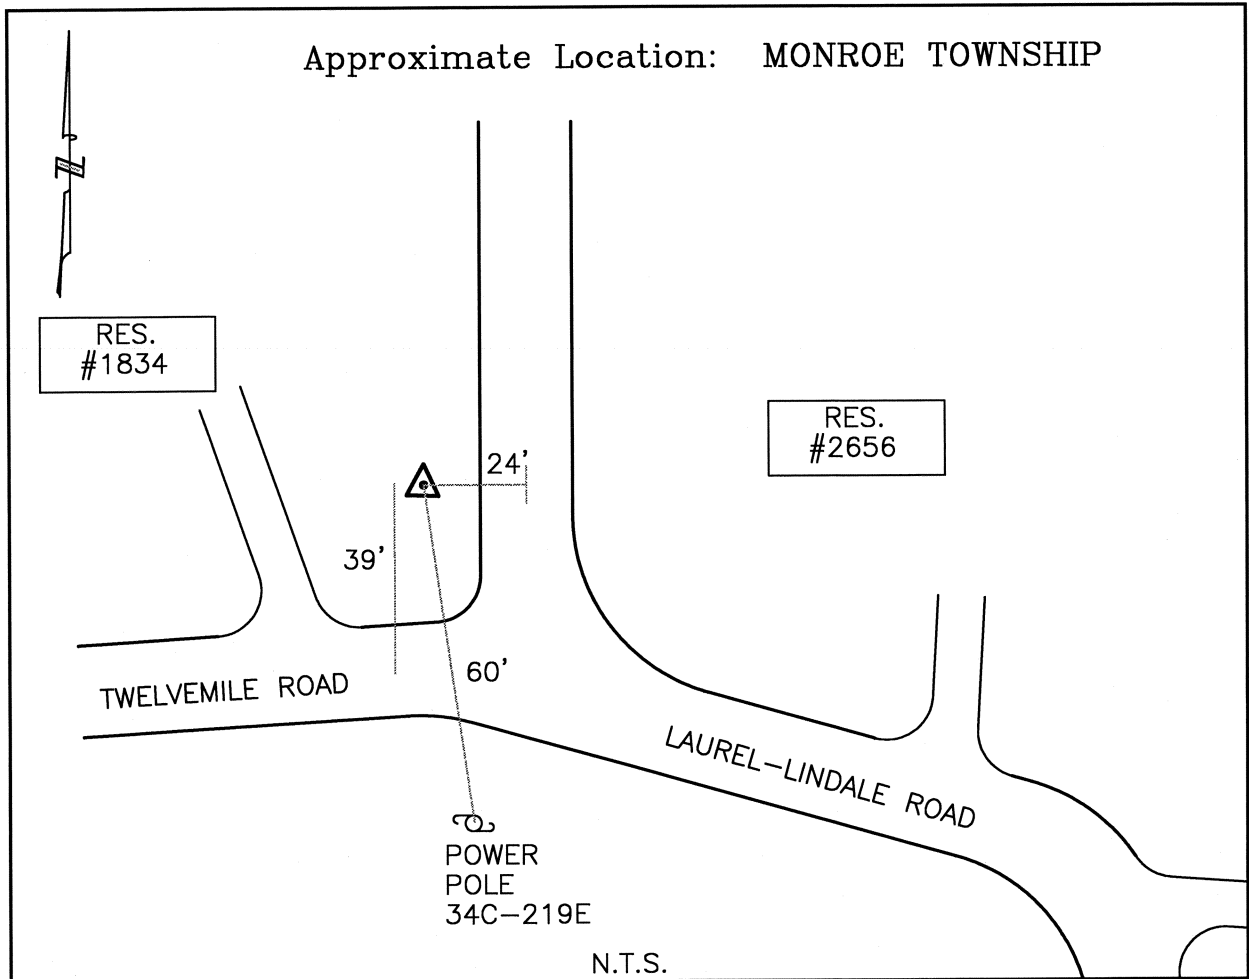 Approximate Location: MONROE TOWNSHIP
N
RES.
#1834
RES.
#2656
24'
39'
60'
TWELVEMILE ROAD
LAUREL-LINDALE ROAD
POWER
POLE
34C-219E
N.T.S.